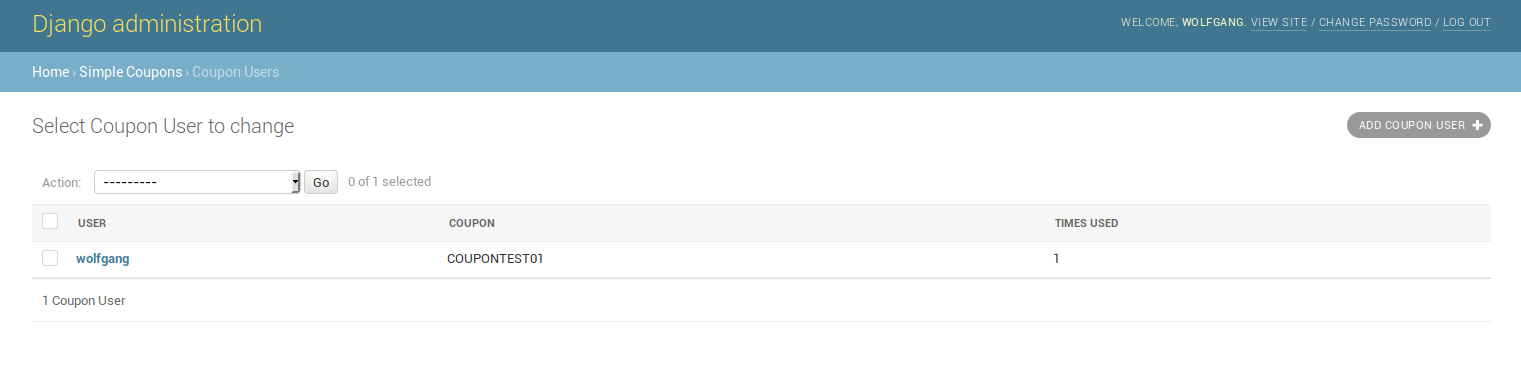 Django administration
WELCOME, WOLFGANG. VIEW SITE / CHANGE PASSWORD / LOG OUT
Home › Simple Coupons › Coupon Users
Select Coupon User to change
ADD COUPON USER +
Action: --------- Go 0 of 1 selected
USER COUPON TIMES USED
wolfgang COUPONTEST01 1
1 Coupon User